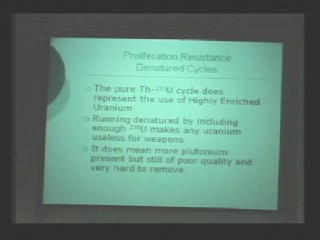 Proliferation Resistance
Denatured Cycles
The pure Th–²³³U cycle does
represent the use of Highly Enriched
Uranium
Running denatured by including
enough ²³⁸U makes any uranium
useless for weapons
It does mean more plutonium
present but still of poor quality and
very hard to remove